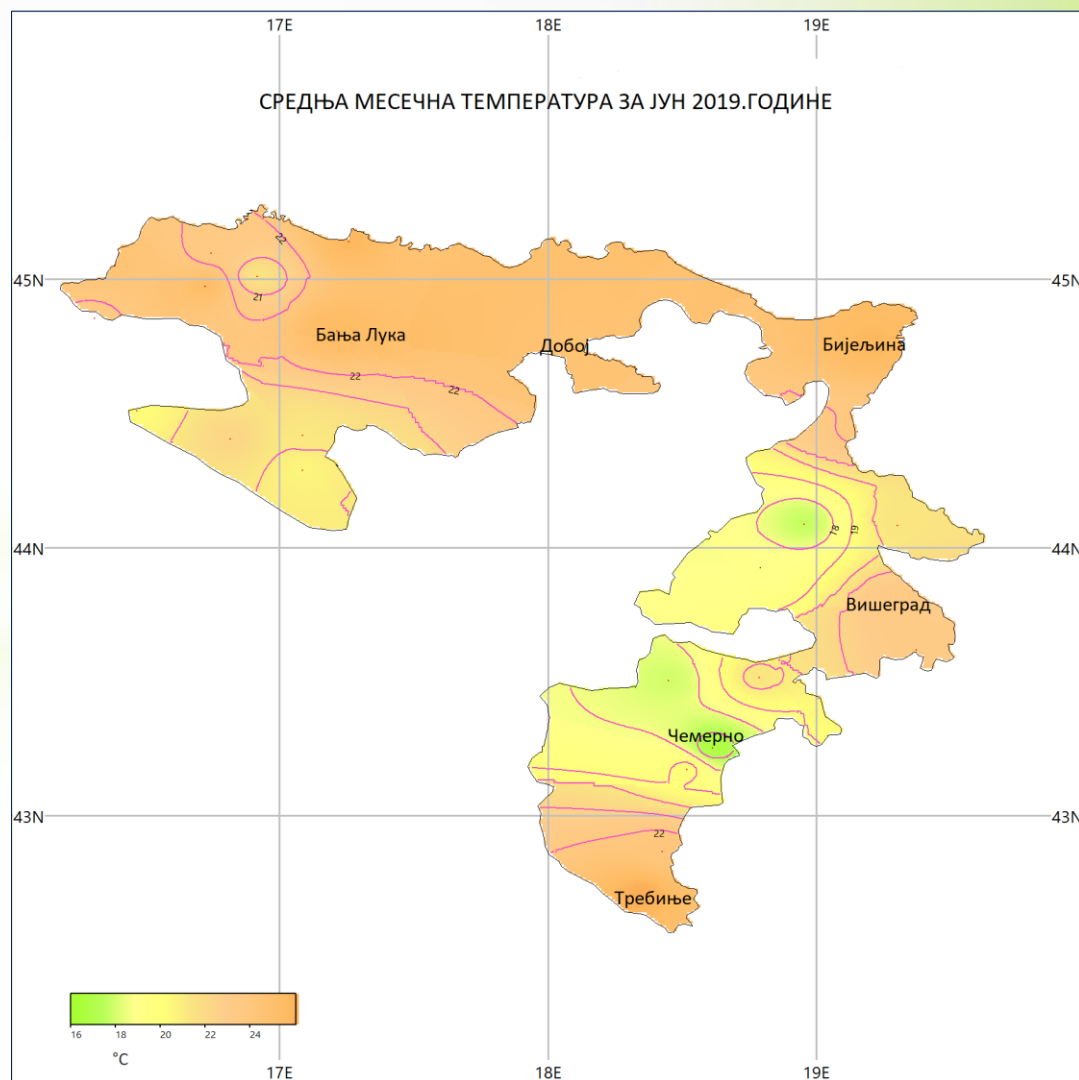 17E 18E 19E
СРЕДЊА МЕСЕЧНА ТЕМПЕРАТУРА ЗА ЈУН 2019.ГОДИНЕ
22
45N 45N
21
Бања Лука
Добој
Бијељина
22
22
18
19
44N 44N
Вишеград
Чемерно
43N 43N
22
Требиње
16 18 20 22 24
°C
17E 18E 19E